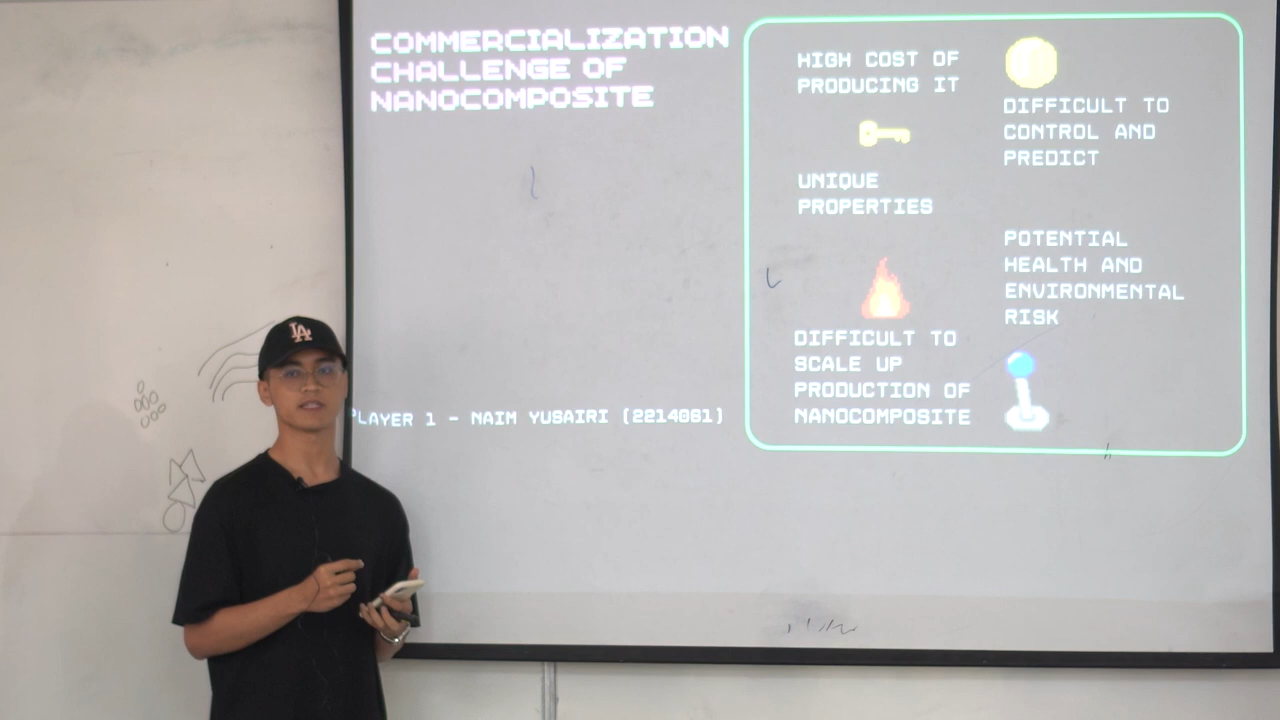 COMMERCIALIZATION
CHALLENGE OF
NANOCOMPOSITE
PLAYER 1 - NAIM YUSAIRI (2214061)
HIGH COST OF
PRODUCING IT
UNIQUE
PROPERTIES
DIFFICULT TO
SCALE UP
PRODUCTION OF
NANOCOMPOSITE
DIFFICULT TO
CONTROL AND
PREDICT
POTENTIAL
HEALTH AND
ENVIRONMENTAL
RISK
LA